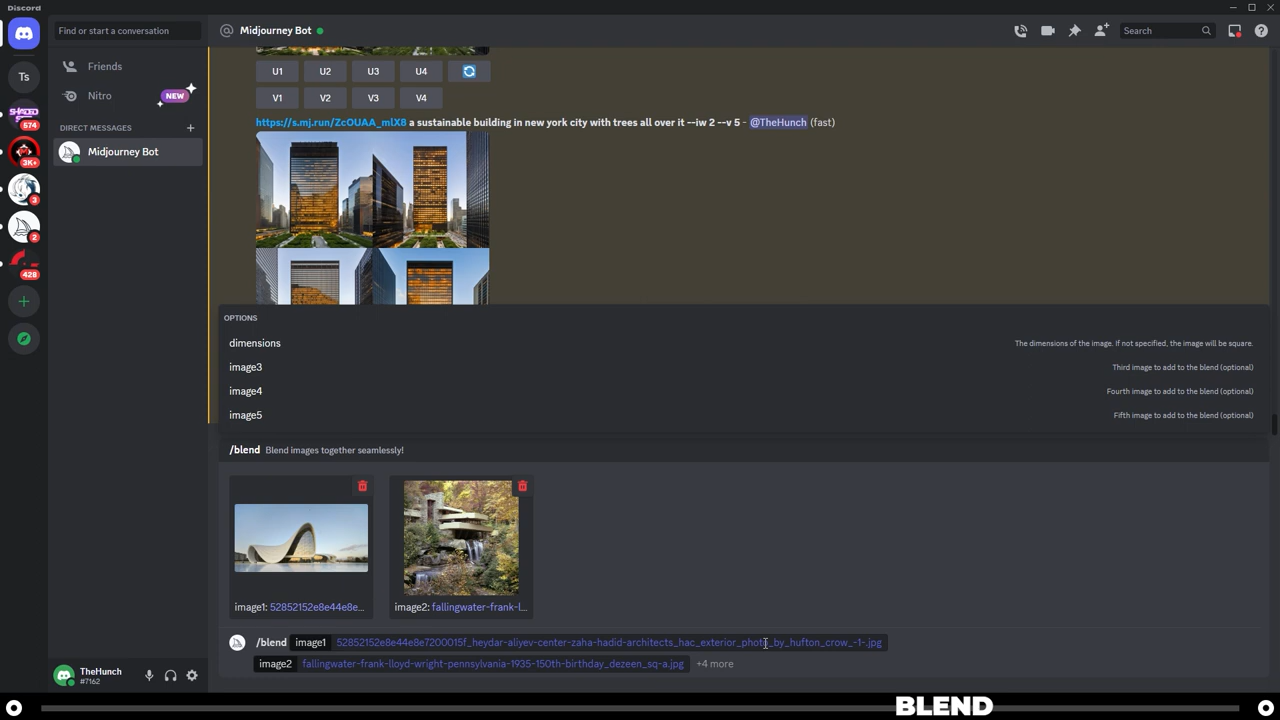 Discord
Find or start a conversation
Midjourney Bot
Search
Friends
Nitro
NEW
DIRECT MESSAGES
Midjourney Bot
Ts
SHADED
574
3K+
3
2
428
U1 U2 U3 U4
V1 V2 V3 V4
https://s.mj.run/ZcOUAA_mlX8 a sustainable building in new york city with trees all over it --iw 2 --v 5 - @TheHunch (fast)
OPTIONS
dimensions The dimensions of the image. If not specified, the image will be square.
image3 Third image to add to the blend (optional)
image4 Fourth image to add to the blend (optional)
image5 Fifth image to add to the blend (optional)
/blend Blend images together seamlessly!
image1: 52852152e8e44e8e... image2: fallingwater-frank-l...
/blend image1 52852152e8e44e8e7200015f_heydar-aliyev-center-zaha-hadid-architects_hac_exterior_photo_by_hufton_crow_-1-.jpg
image2 fallingwater-frank-lloyd-wright-pennsylvania-1935-150th-birthday_dezeen_sq-a.jpg +4 more
TheHunch
#7162
BLEND